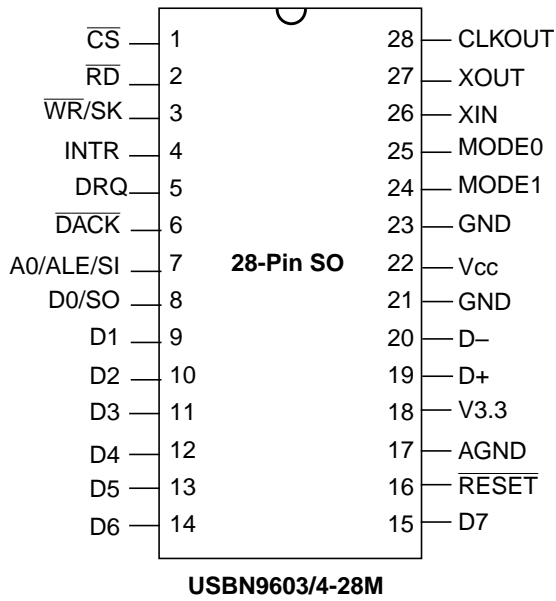 CS 1 28 CLKOUT
RD 2 27 XOUT
WR/SK 3 26 XIN
INTR 4 25 MODE0
DRQ 5 24 MODE1
DACK 6 23 GND
A0/ALE/SI 7 28-Pin SO 22 Vcc
D0/SO 8 21 GND
D1 9 20 D–
D2 10 19 D+
D3 11 18 V3.3
D4 12 17 AGND
D5 13 16 RESET
D6 14 15 D7
USBN9603/4-28M